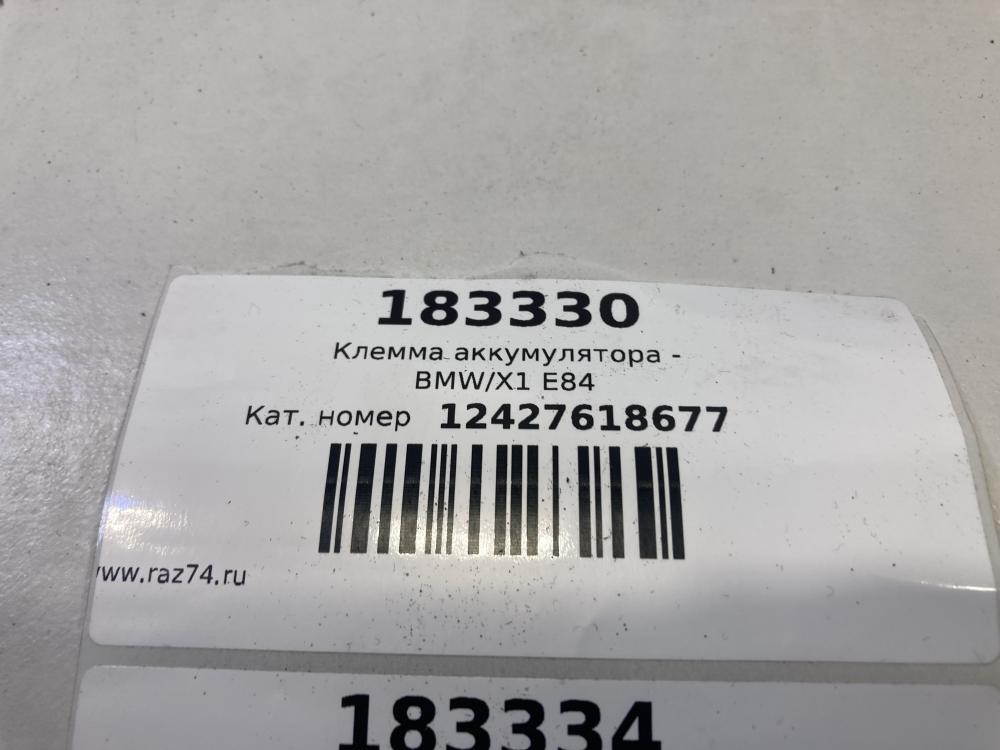 183330
Клемма аккумулятора -
BMW/X1 E84
Кат. номер 12427618677
www.raz74.ru
183334